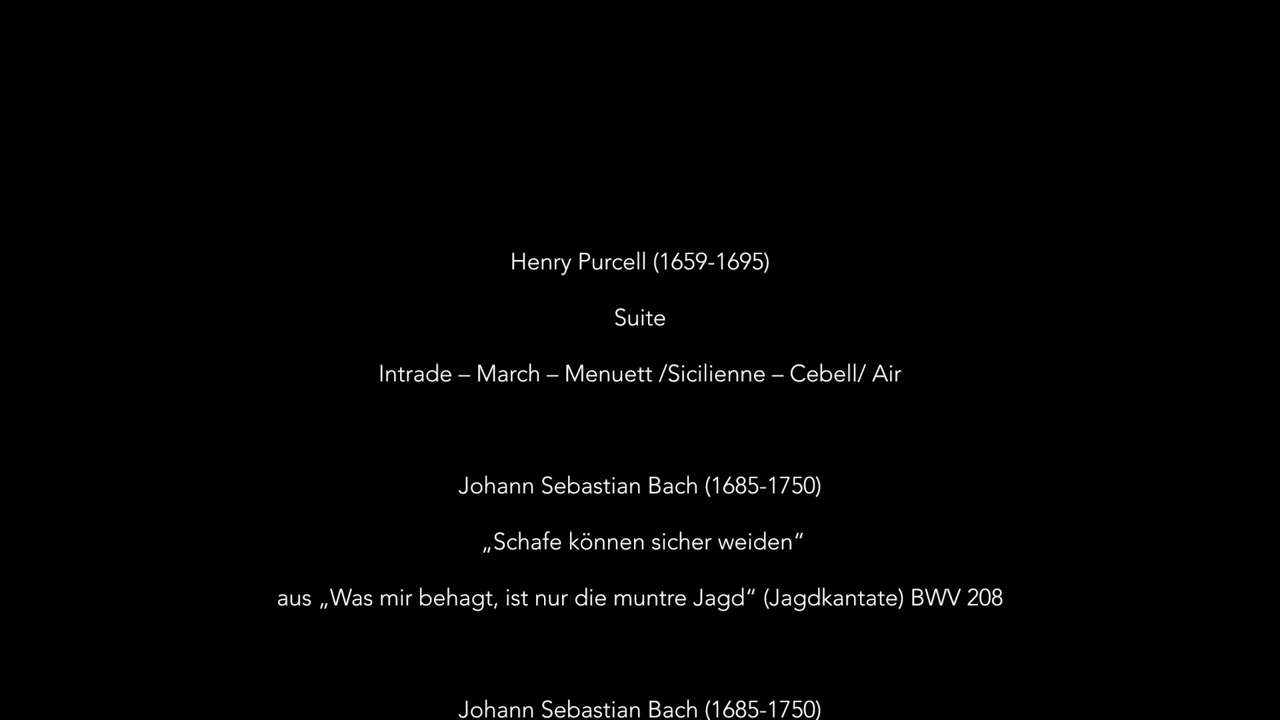 Henry Purcell (1659-1695)
Suite
Intrade – March – Menuett /Sicilienne – Cebell/ Air
Johann Sebastian Bach (1685-1750)
„Schafe können sicher weiden“
aus „Was mir behagt, ist nur die muntre Jagd“ (Jagdkantate) BWV 208
Johann Sebastian Bach (1685-1750)